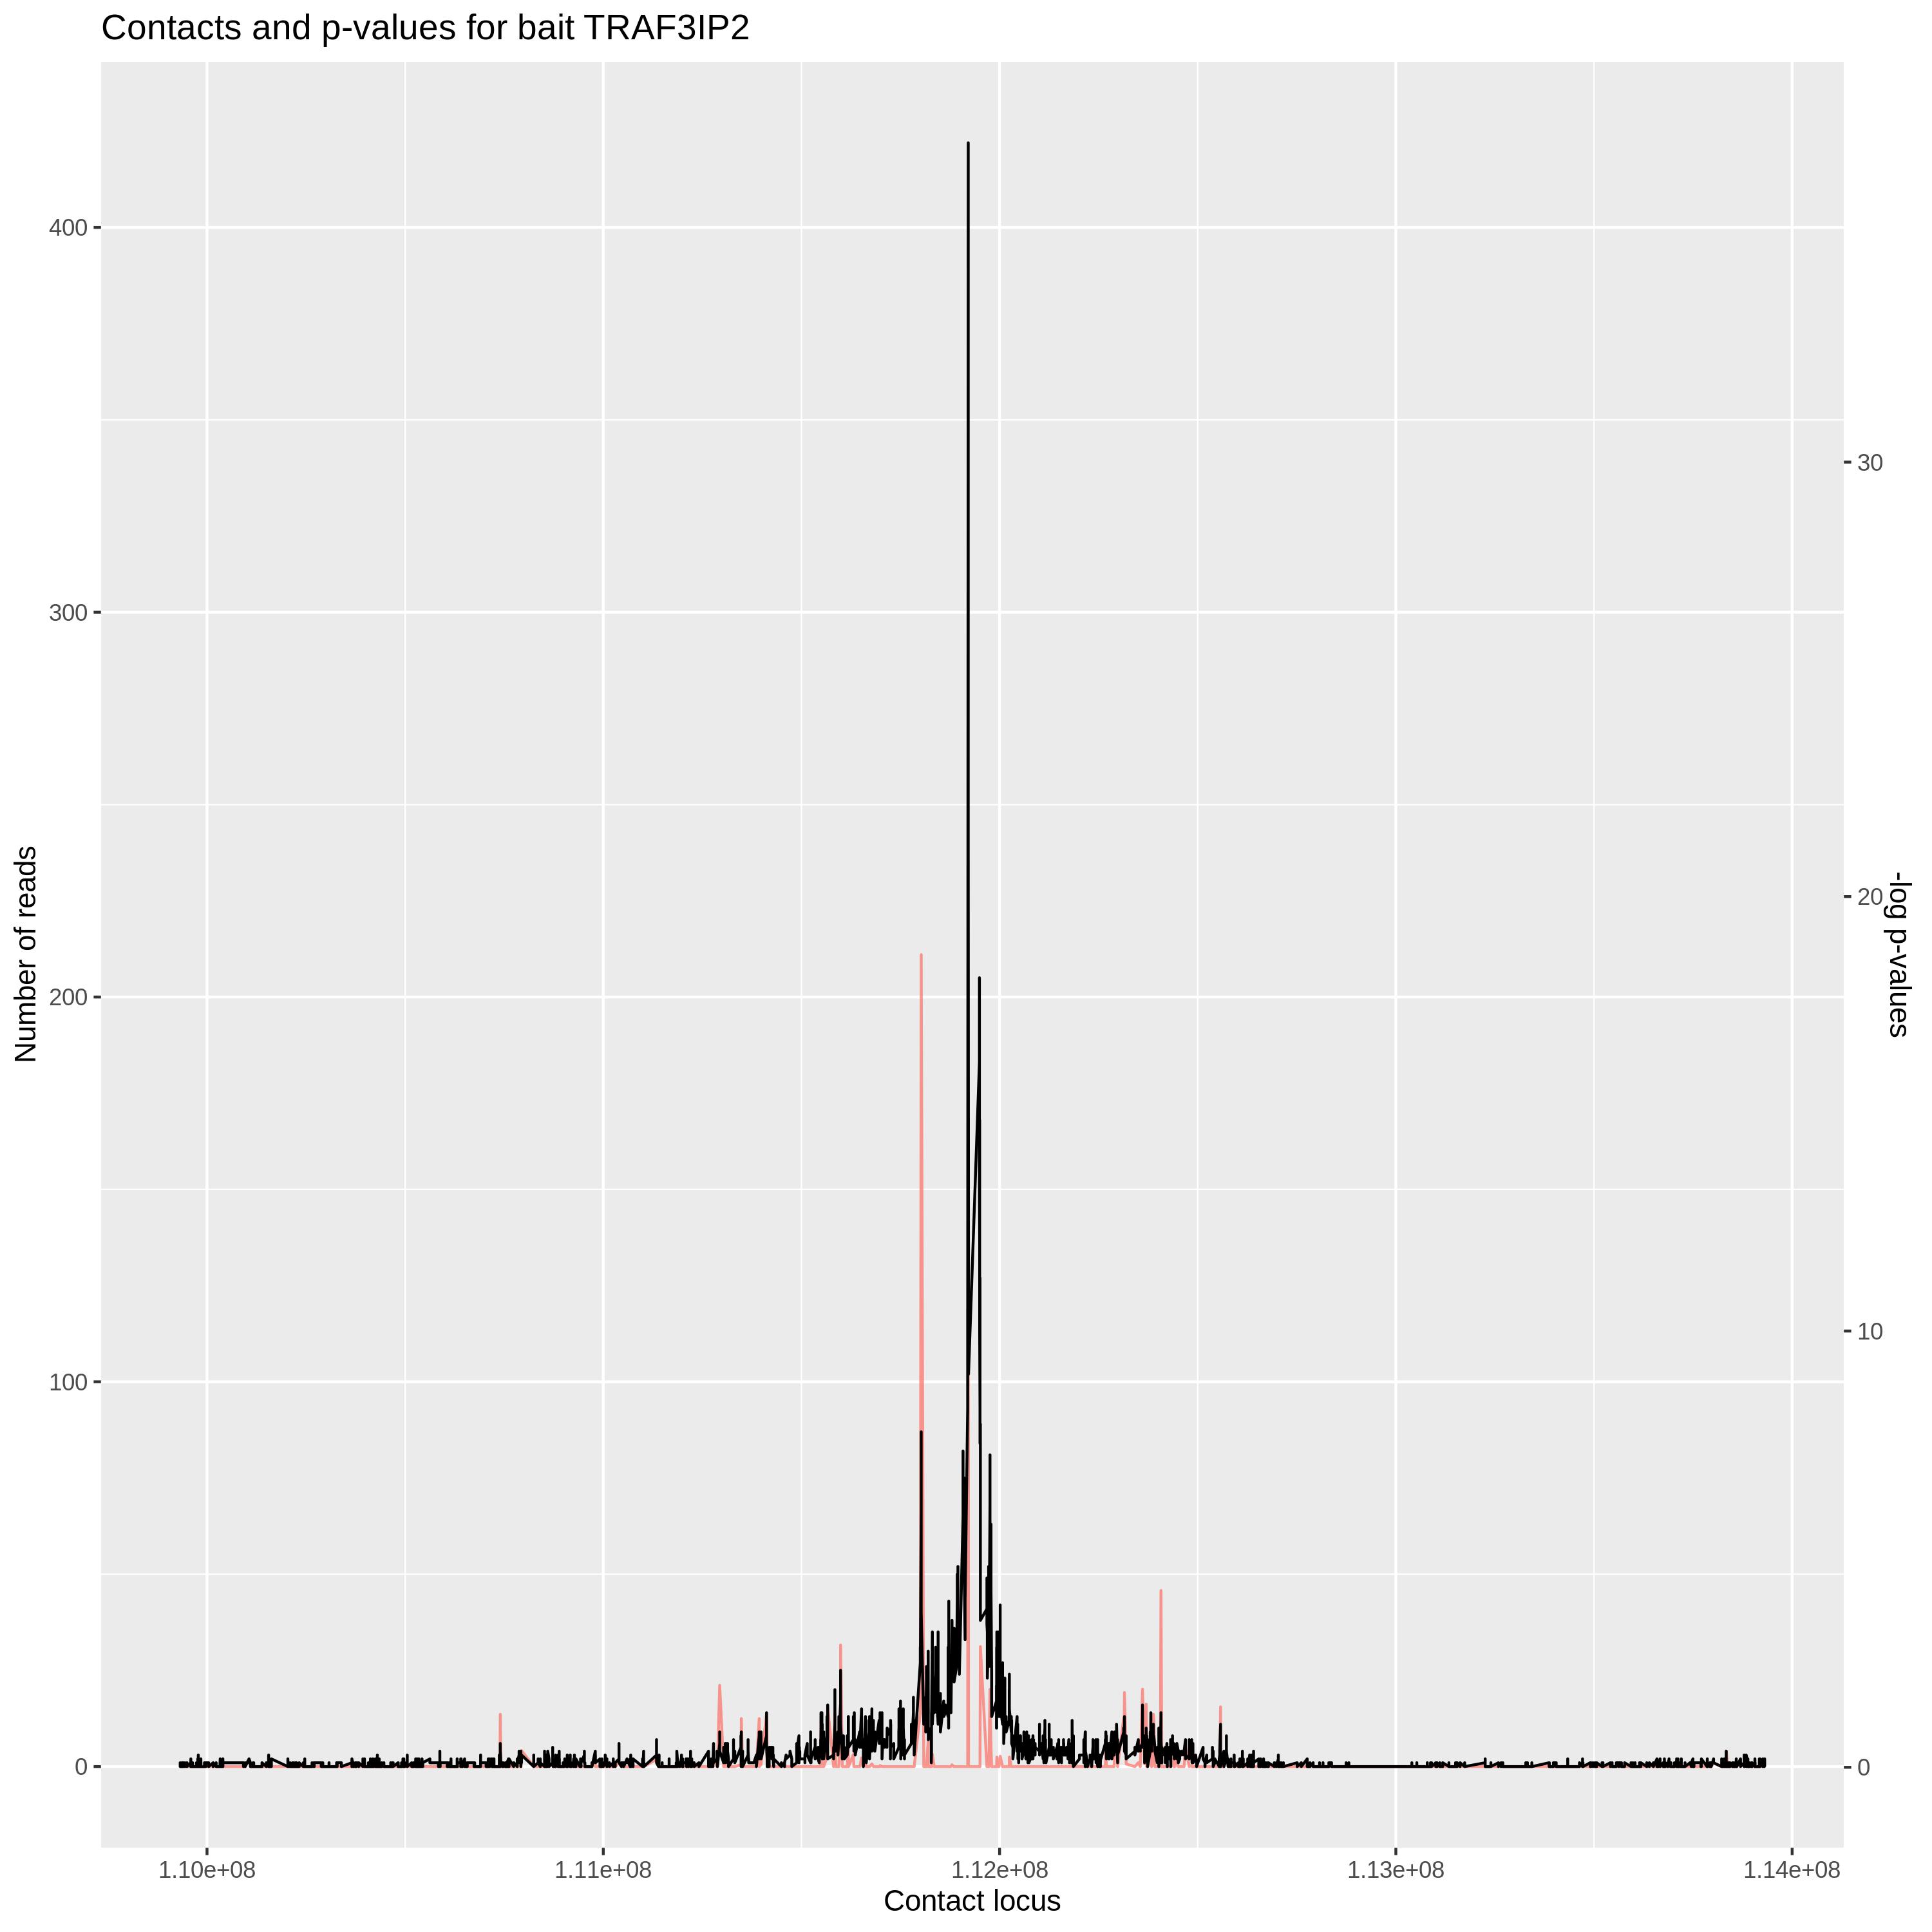 Contacts and p-values for bait TRAF3IP2
400
300
200
100
0
Number of reads
30
20
10
0
-log p-values
1.10e+08
1.11e+08
1.12e+08
1.13e+08
1.14e+08
Contact locus